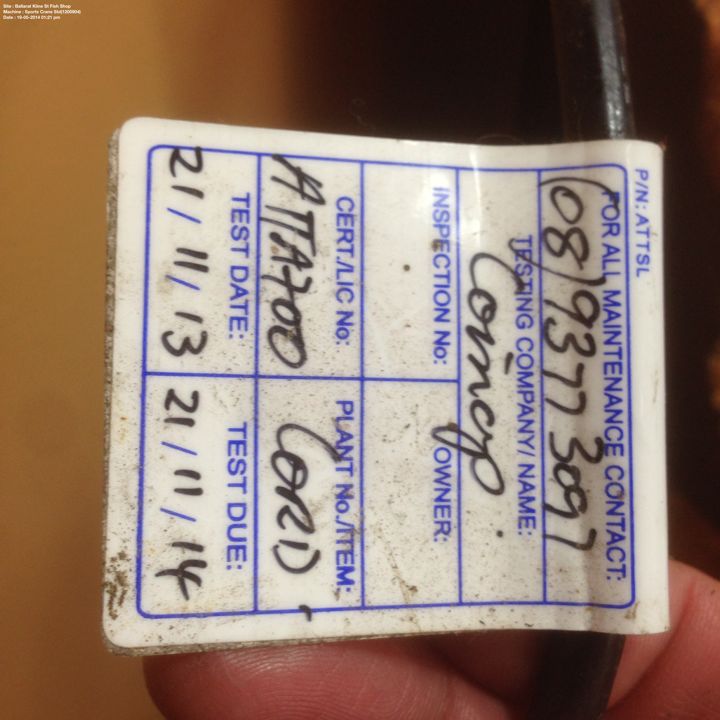 Site : Ballarat Kline St Fish Shop
Machine : Sports Crane Std(1200904)
Date : 19-05-2014 01:21 pm
P/N: ATTSL
FOR ALL MAINTENANCE CONTACT:
(08) 9377 3097
TESTING COMPANY/ NAME:
INSPECTION No: OWNER:
CERT./LIC No: PLANT No./ITEM:
CORD
TEST DATE: TEST DUE:
21/11/13 21/11/14